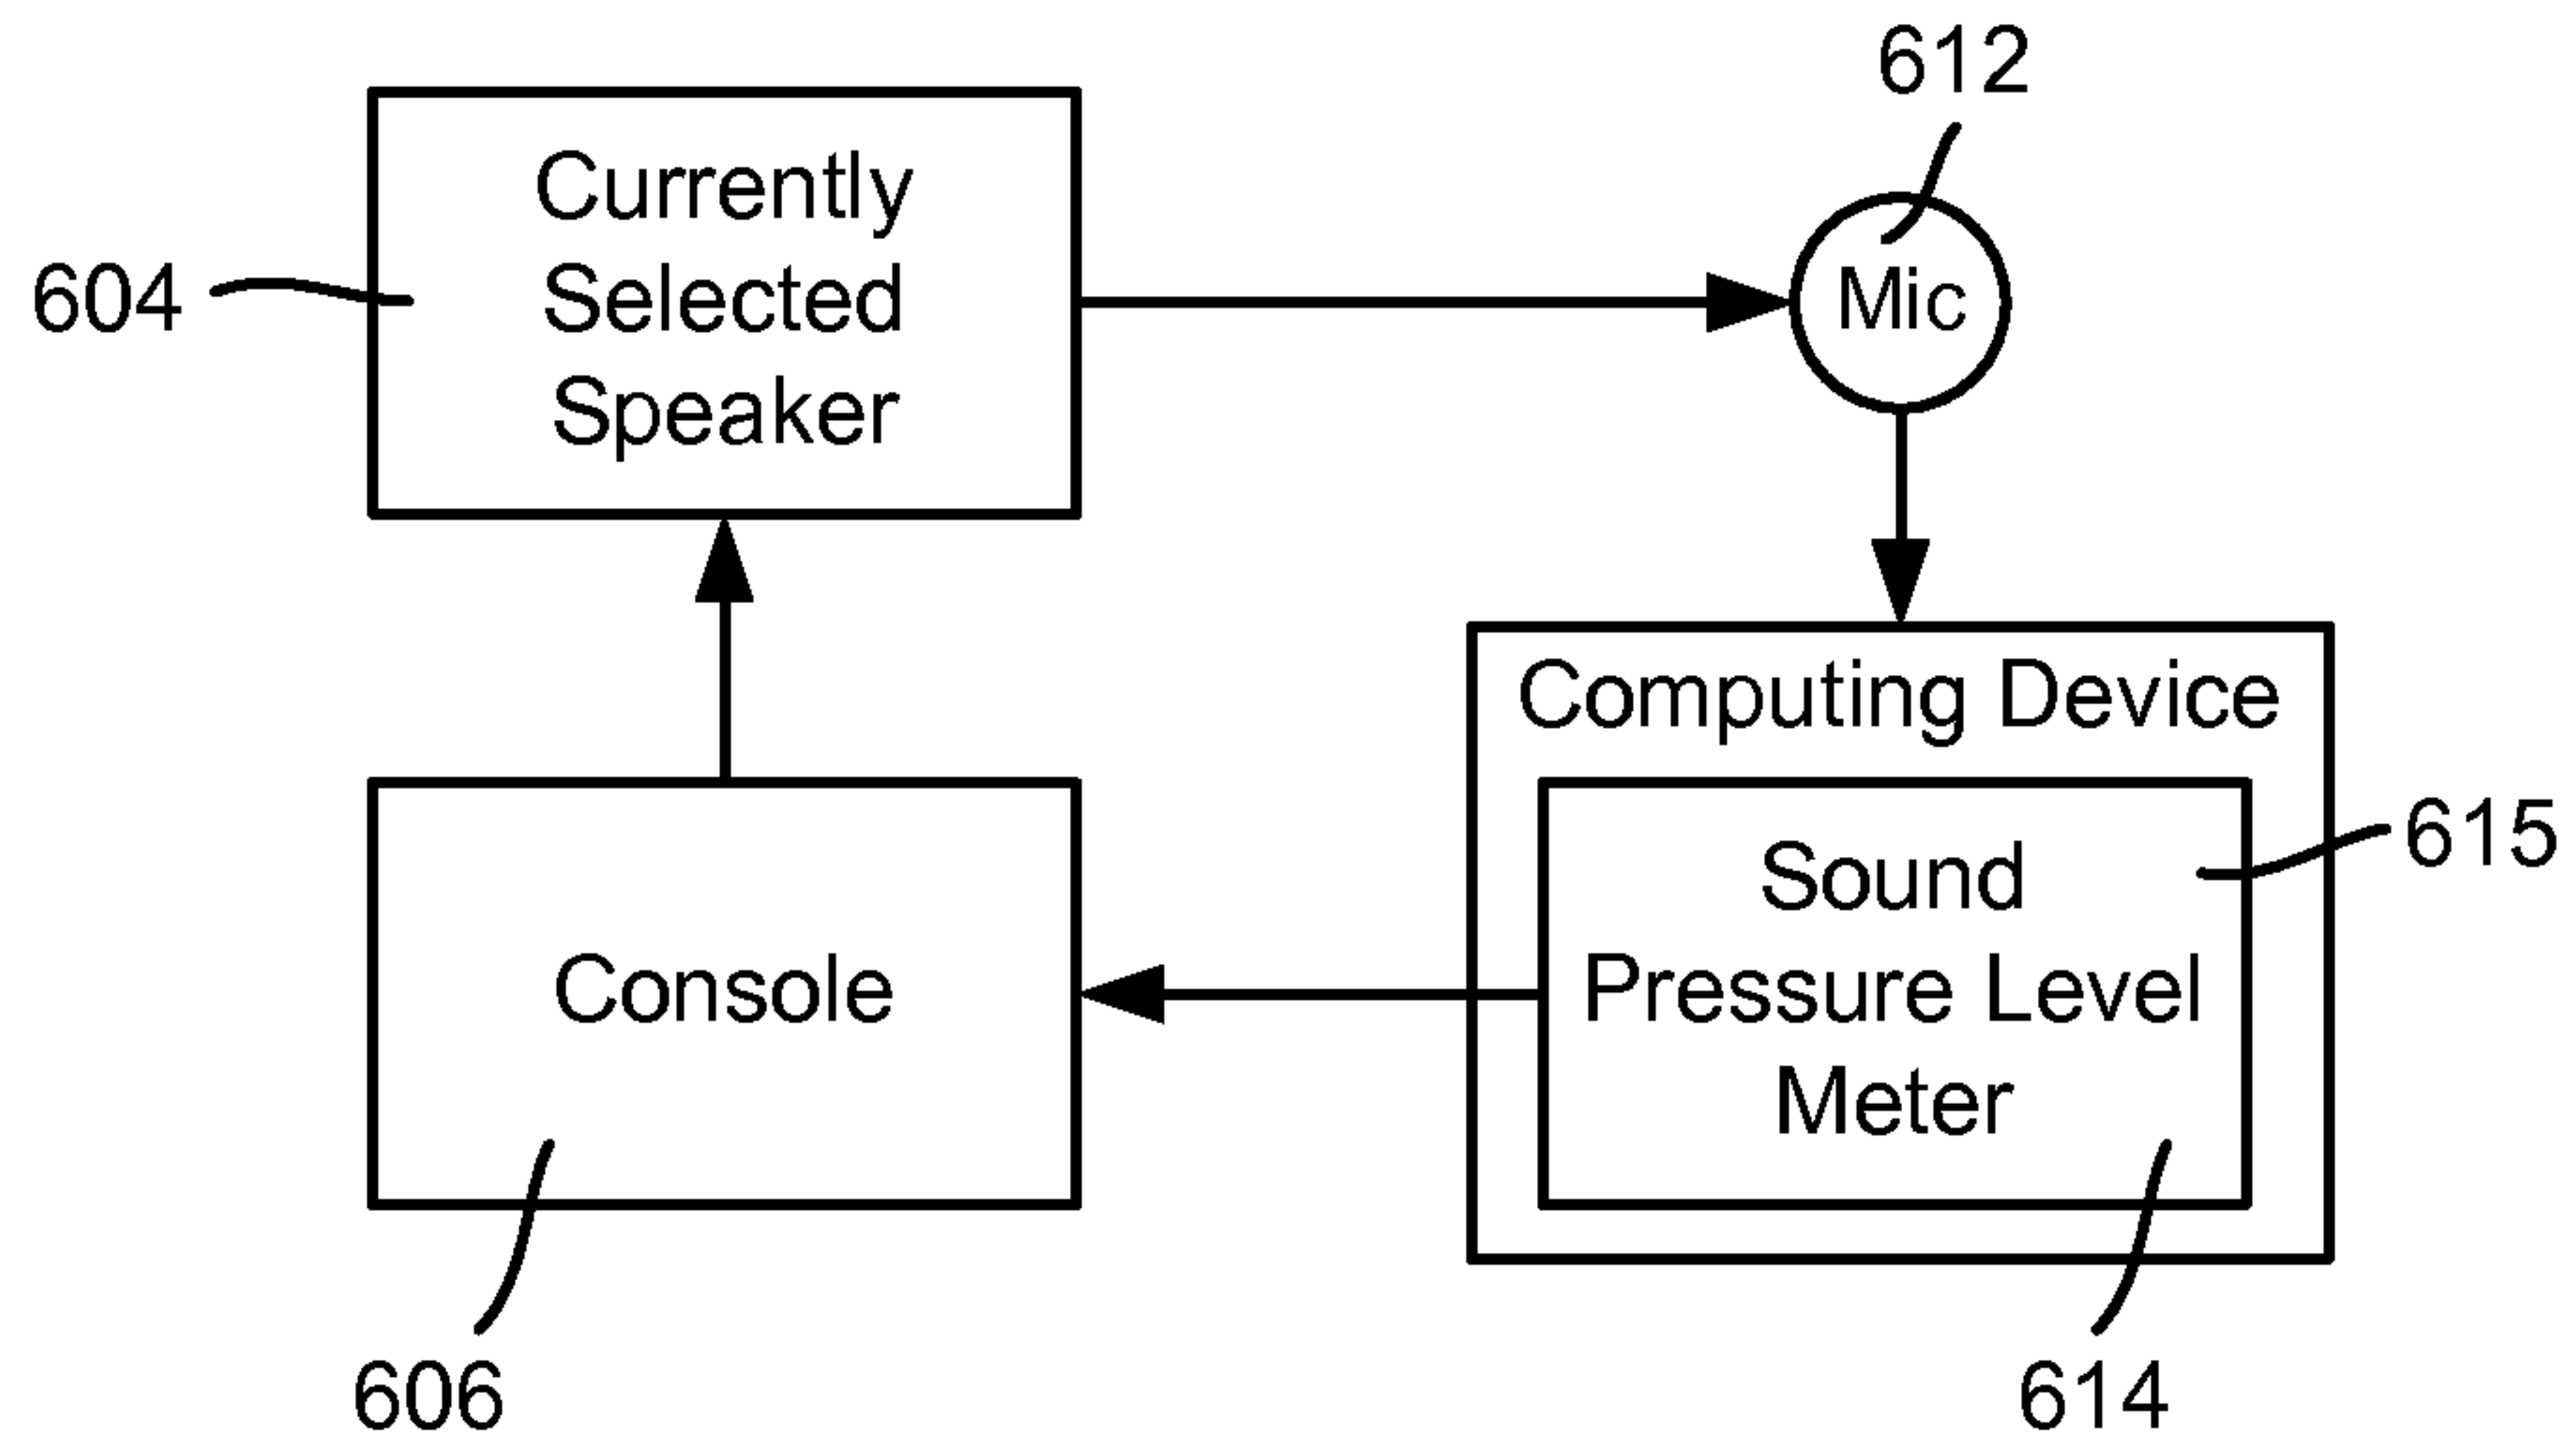 612
Currently
Selected
Speaker
604
Mic
Computing Device
Sound
Pressure Level
Meter
615
Console
606
614